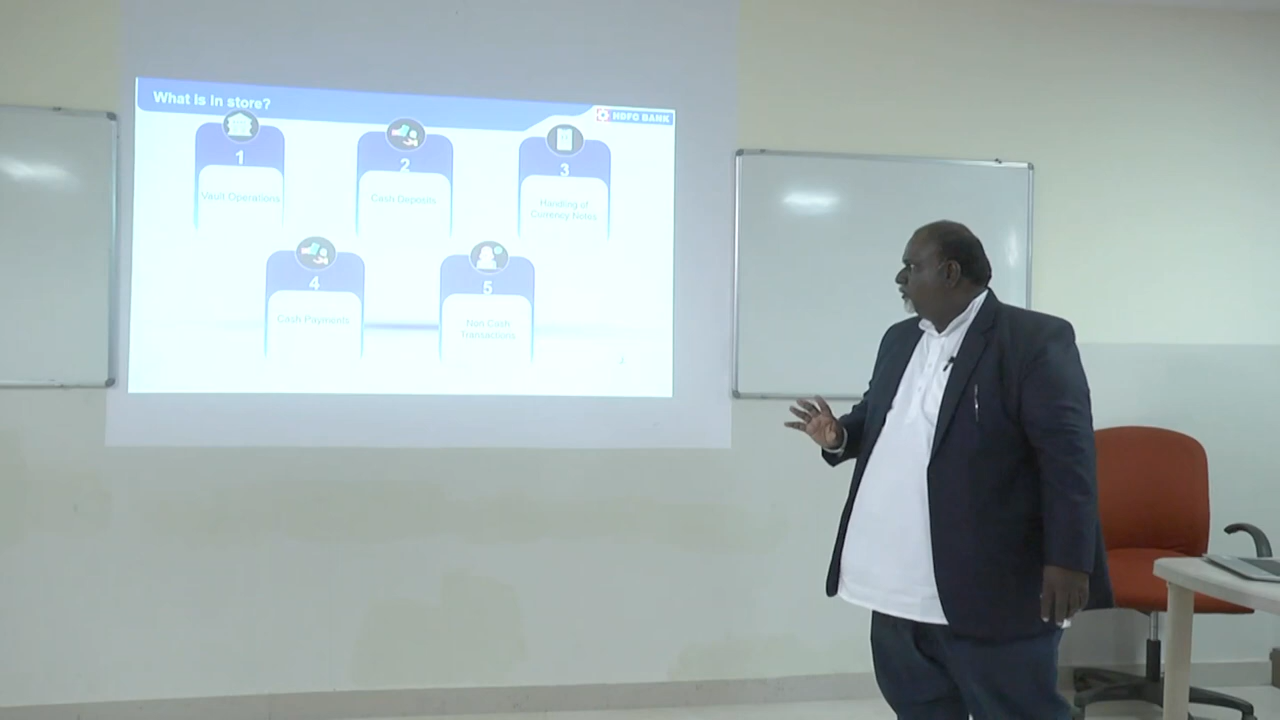 What is in store?
HDFC BANK
1
Vault Operations
2
Cash Deposits
3
Handling of
Currency Notes
4
Cash Payments
5
Non Cash
Transactions
2